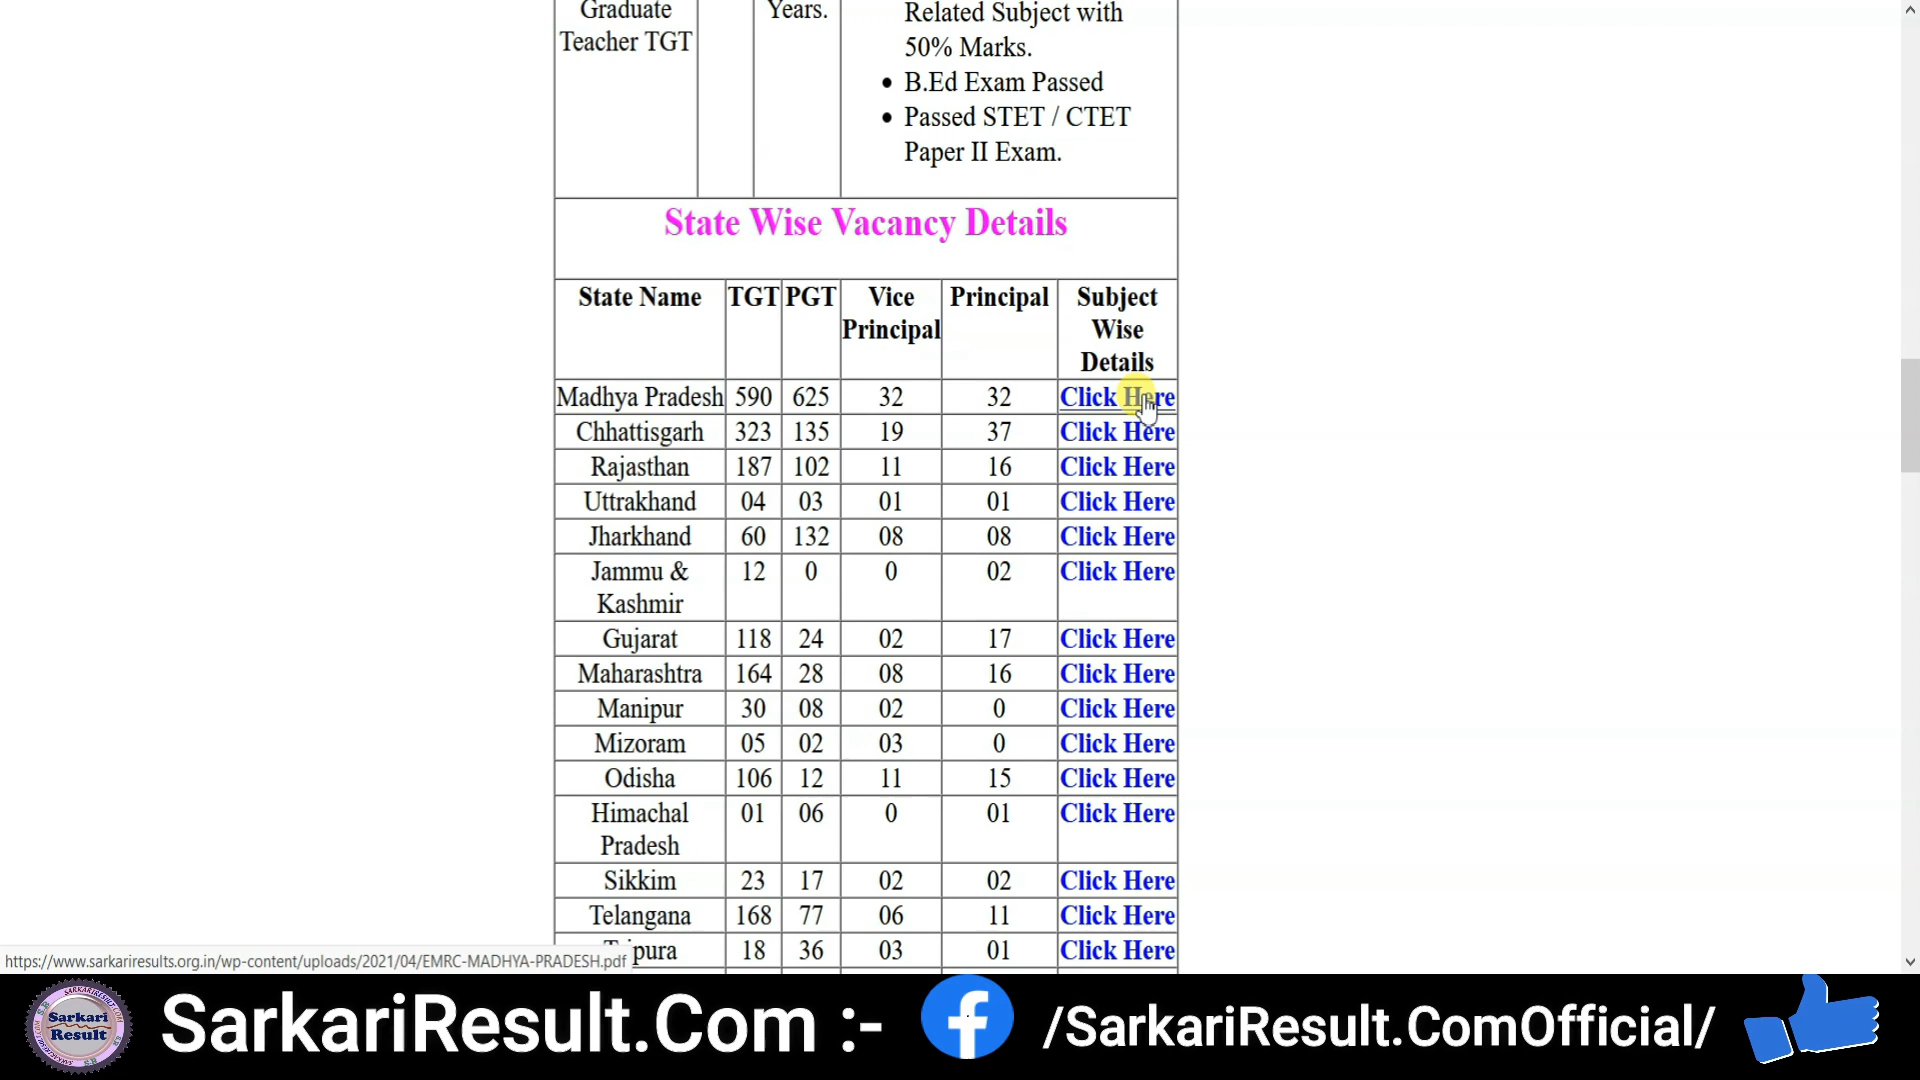 Graduate Years. Related Subject with
Teacher TGT 50% Marks.
• B.Ed Exam Passed
• Passed STET / CTET
Paper II Exam.
State Wise Vacancy Details
State Name TGT PGT Vice Principal Subject
Principal Wise
Details
Madhya Pradesh 590 625 32 32 Click Here
Chhattisgarh 323 135 19 37 Click Here
Rajasthan 187 102 11 16 Click Here
Uttrakhand 04 03 01 01 Click Here
Jharkhand 60 132 08 08 Click Here
Jammu & 12 0 0 02 Click Here
Kashmir
Gujarat 118 24 02 17 Click Here
Maharashtra 164 28 08 16 Click Here
Manipur 30 08 02 0 Click Here
Mizoram 05 02 03 0 Click Here
Odisha 106 12 11 15 Click Here
Himachal 01 06 0 01 Click Here
Pradesh
Sikkim 23 17 02 02 Click Here
Telangana 168 77 06 11 Click Here
Tripura 18 36 03 01 Click Here
https://www.sarkariresults.org.in/wp-content/uploads/2021/04/EMRC-MADHYA-PRADESH.pdf
Sarkari
Result
SarkariResult.Com :- /SarkariResult.ComOfficial/